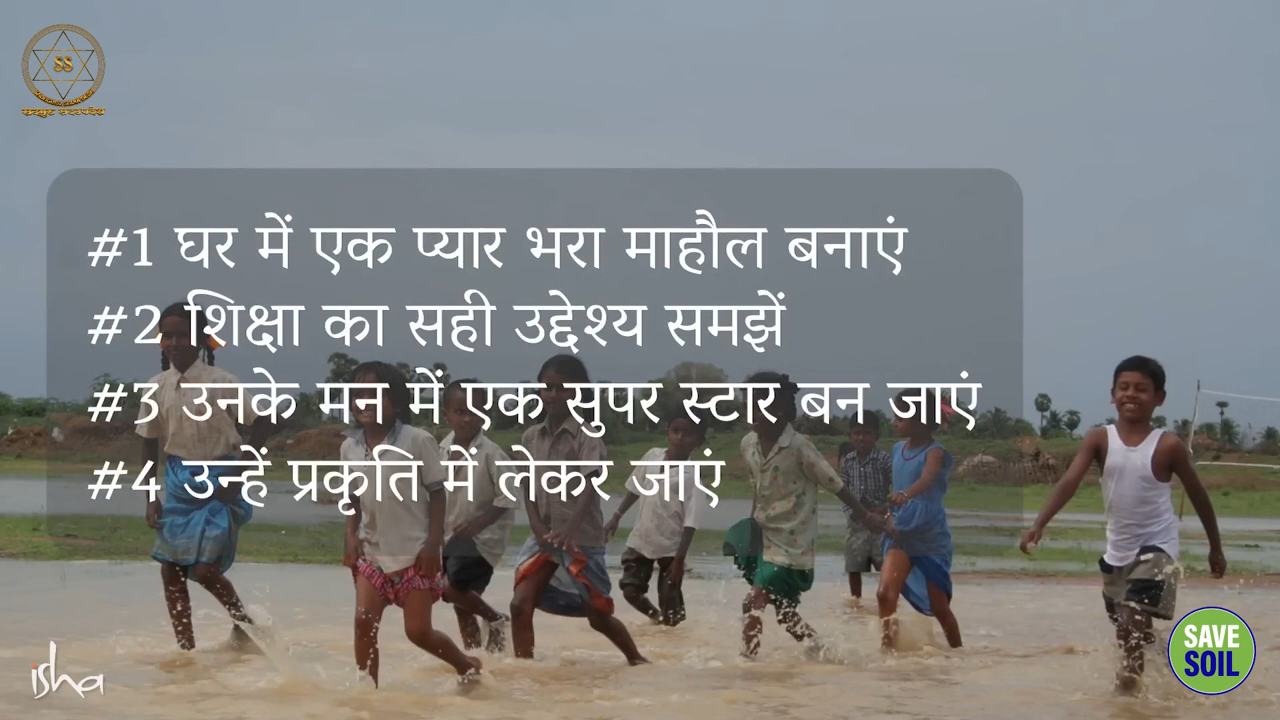 SS
#1 घर में एक प्यार भरा माहौल बनाएं
#2 शिक्षा का सही उद्देश्य समझें
#3 उनके मन में एक सुपर स्टार बन जाएं
#4 उन्हें प्रकृति में लेकर जाएं
isha
SAVE
SOIL